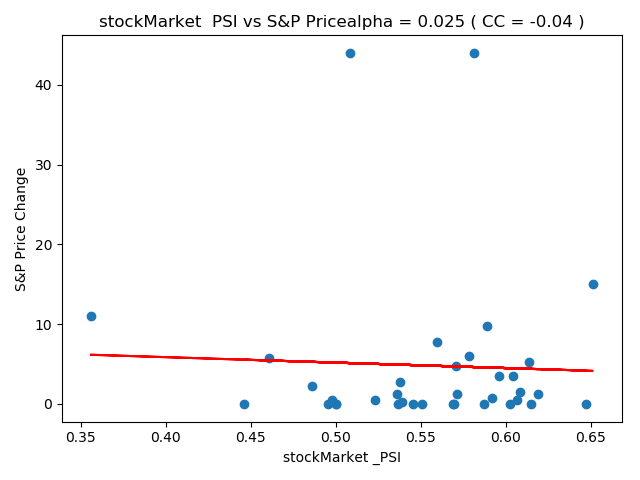 stockMarket  PSI vs S&P Pricealpha = 0.025 ( CC = -0.04 )
S&P Price Change
40
30
20
10
0
0.35 0.40 0.45 0.50 0.55 0.60 0.65
stockMarket _PSI